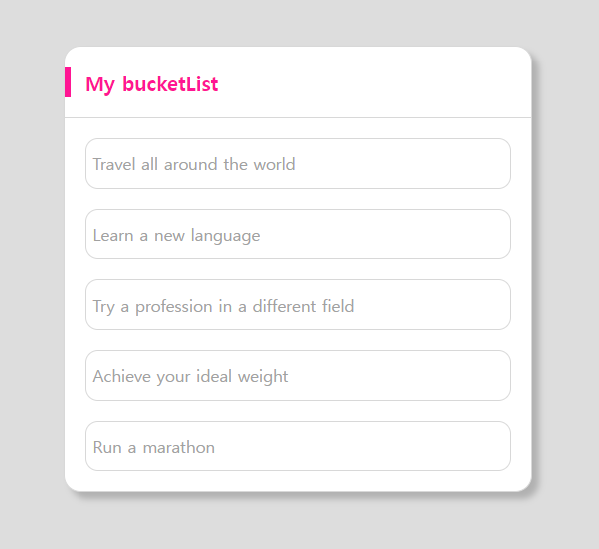 My bucketList
Travel all around the world
Learn a new language
Try a profession in a different field
Achieve your ideal weight
Run a marathon